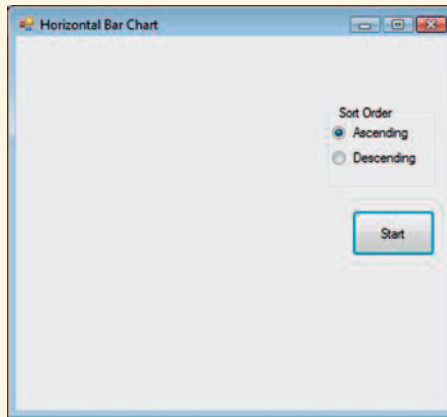 Horizontal Bar Chart
Sort Order
Ascending
Descending
Start